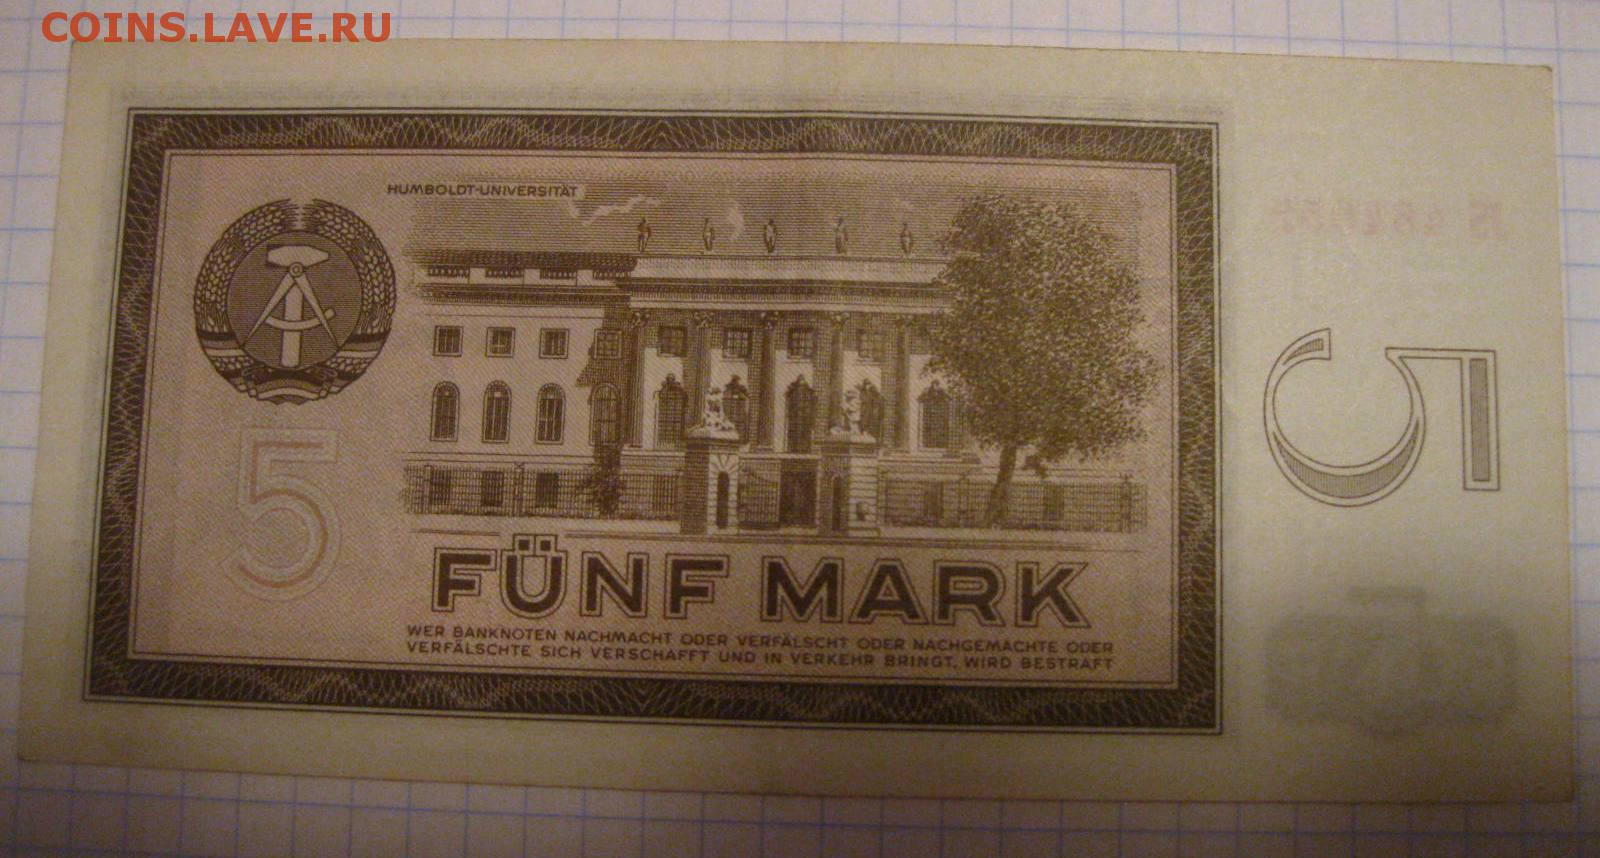 COINS.LAVE.RU
HUMBOLDT-UNIVERSITÄT
5
5
FÜNF MARK
WER BANKNOTEN NACHMACHT ODER VERFÄLSCHT ODER NACHGEMACHTE ODER
VERFÄLSCHTE SICH VERSCHAFFT UND IN VERKEHR BRINGT, WIRD BESTRAFT